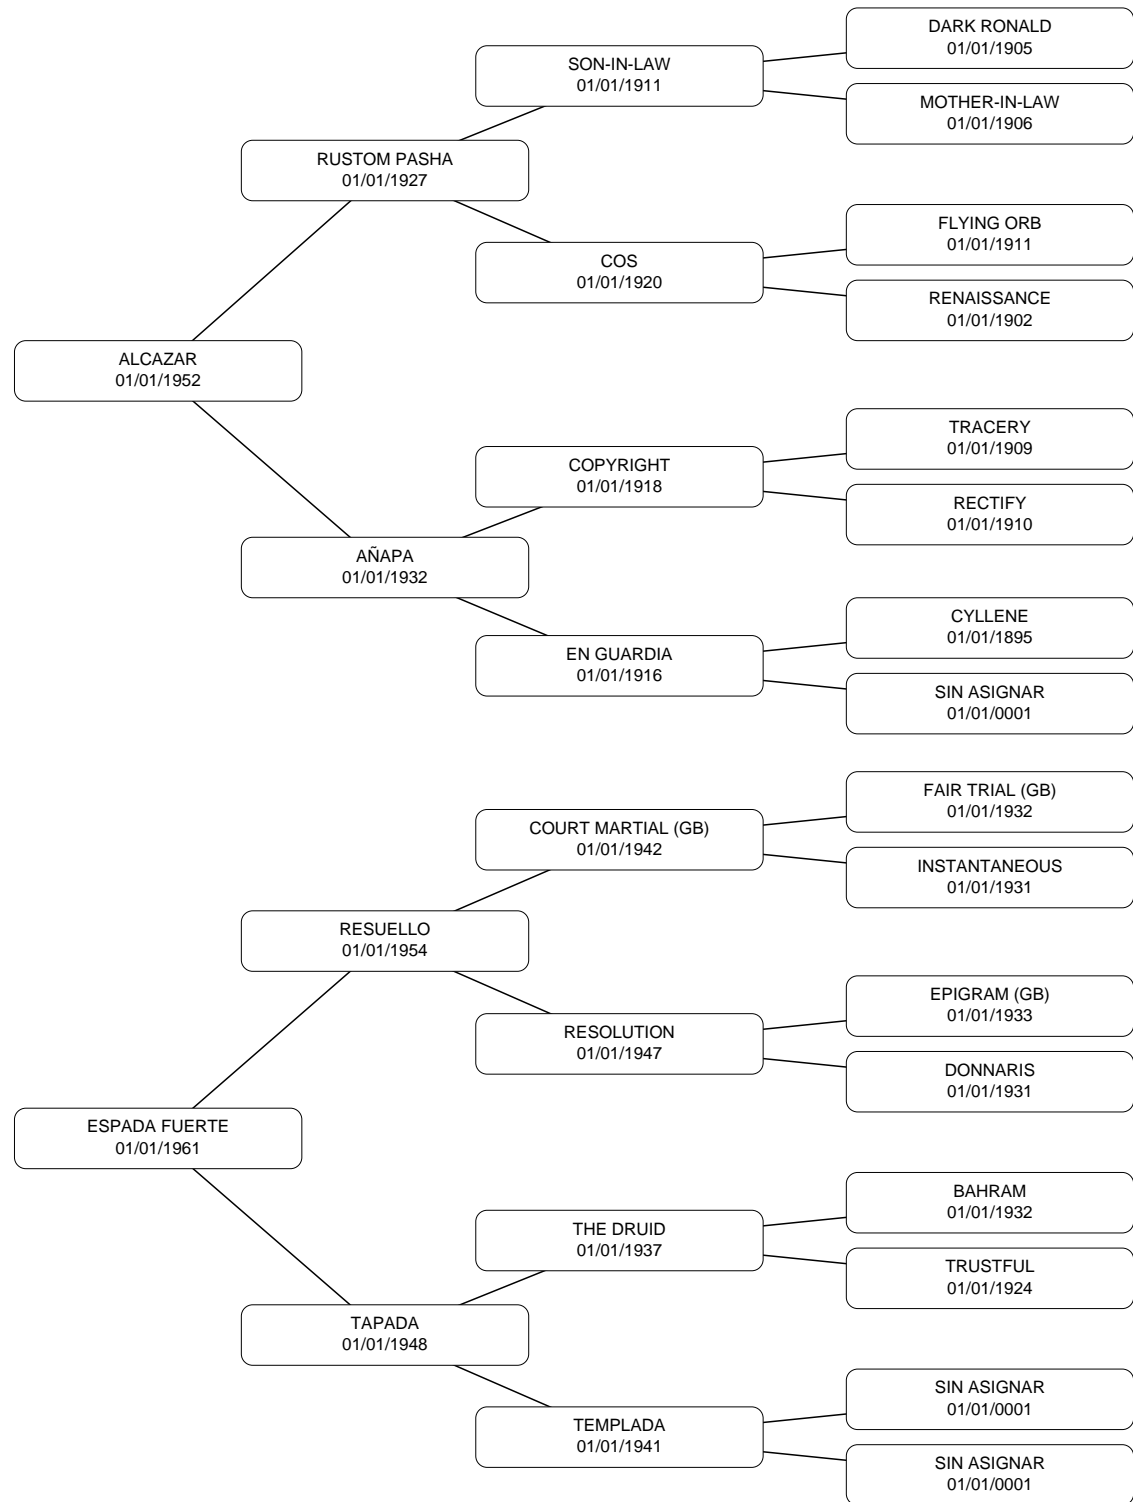 DARK RONALD
01/01/1905
SON-IN-LAW
01/01/1911
MOTHER-IN-LAW
01/01/1906
RUSTOM PASHA
01/01/1927
FLYING ORB
01/01/1911
COS
01/01/1920
RENAISSANCE
01/01/1902
ALCAZAR
01/01/1952
TRACERY
01/01/1909
COPYRIGHT
01/01/1918
RECTIFY
01/01/1910
AÑAPA
01/01/1932
CYLLENE
01/01/1895
EN GUARDIA
01/01/1916
SIN ASIGNAR
01/01/0001
FAIR TRIAL (GB)
01/01/1932
COURT MARTIAL (GB)
01/01/1942
INSTANTANEOUS
01/01/1931
RESUELLO
01/01/1954
EPIGRAM (GB)
01/01/1933
RESOLUTION
01/01/1947
DONNARIS
01/01/1931
ESPADA FUERTE
01/01/1961
BAHRAM
01/01/1932
THE DRUID
01/01/1937
TRUSTFUL
01/01/1924
TAPADA
01/01/1948
SIN ASIGNAR
01/01/0001
TEMPLADA
01/01/1941
SIN ASIGNAR
01/01/0001